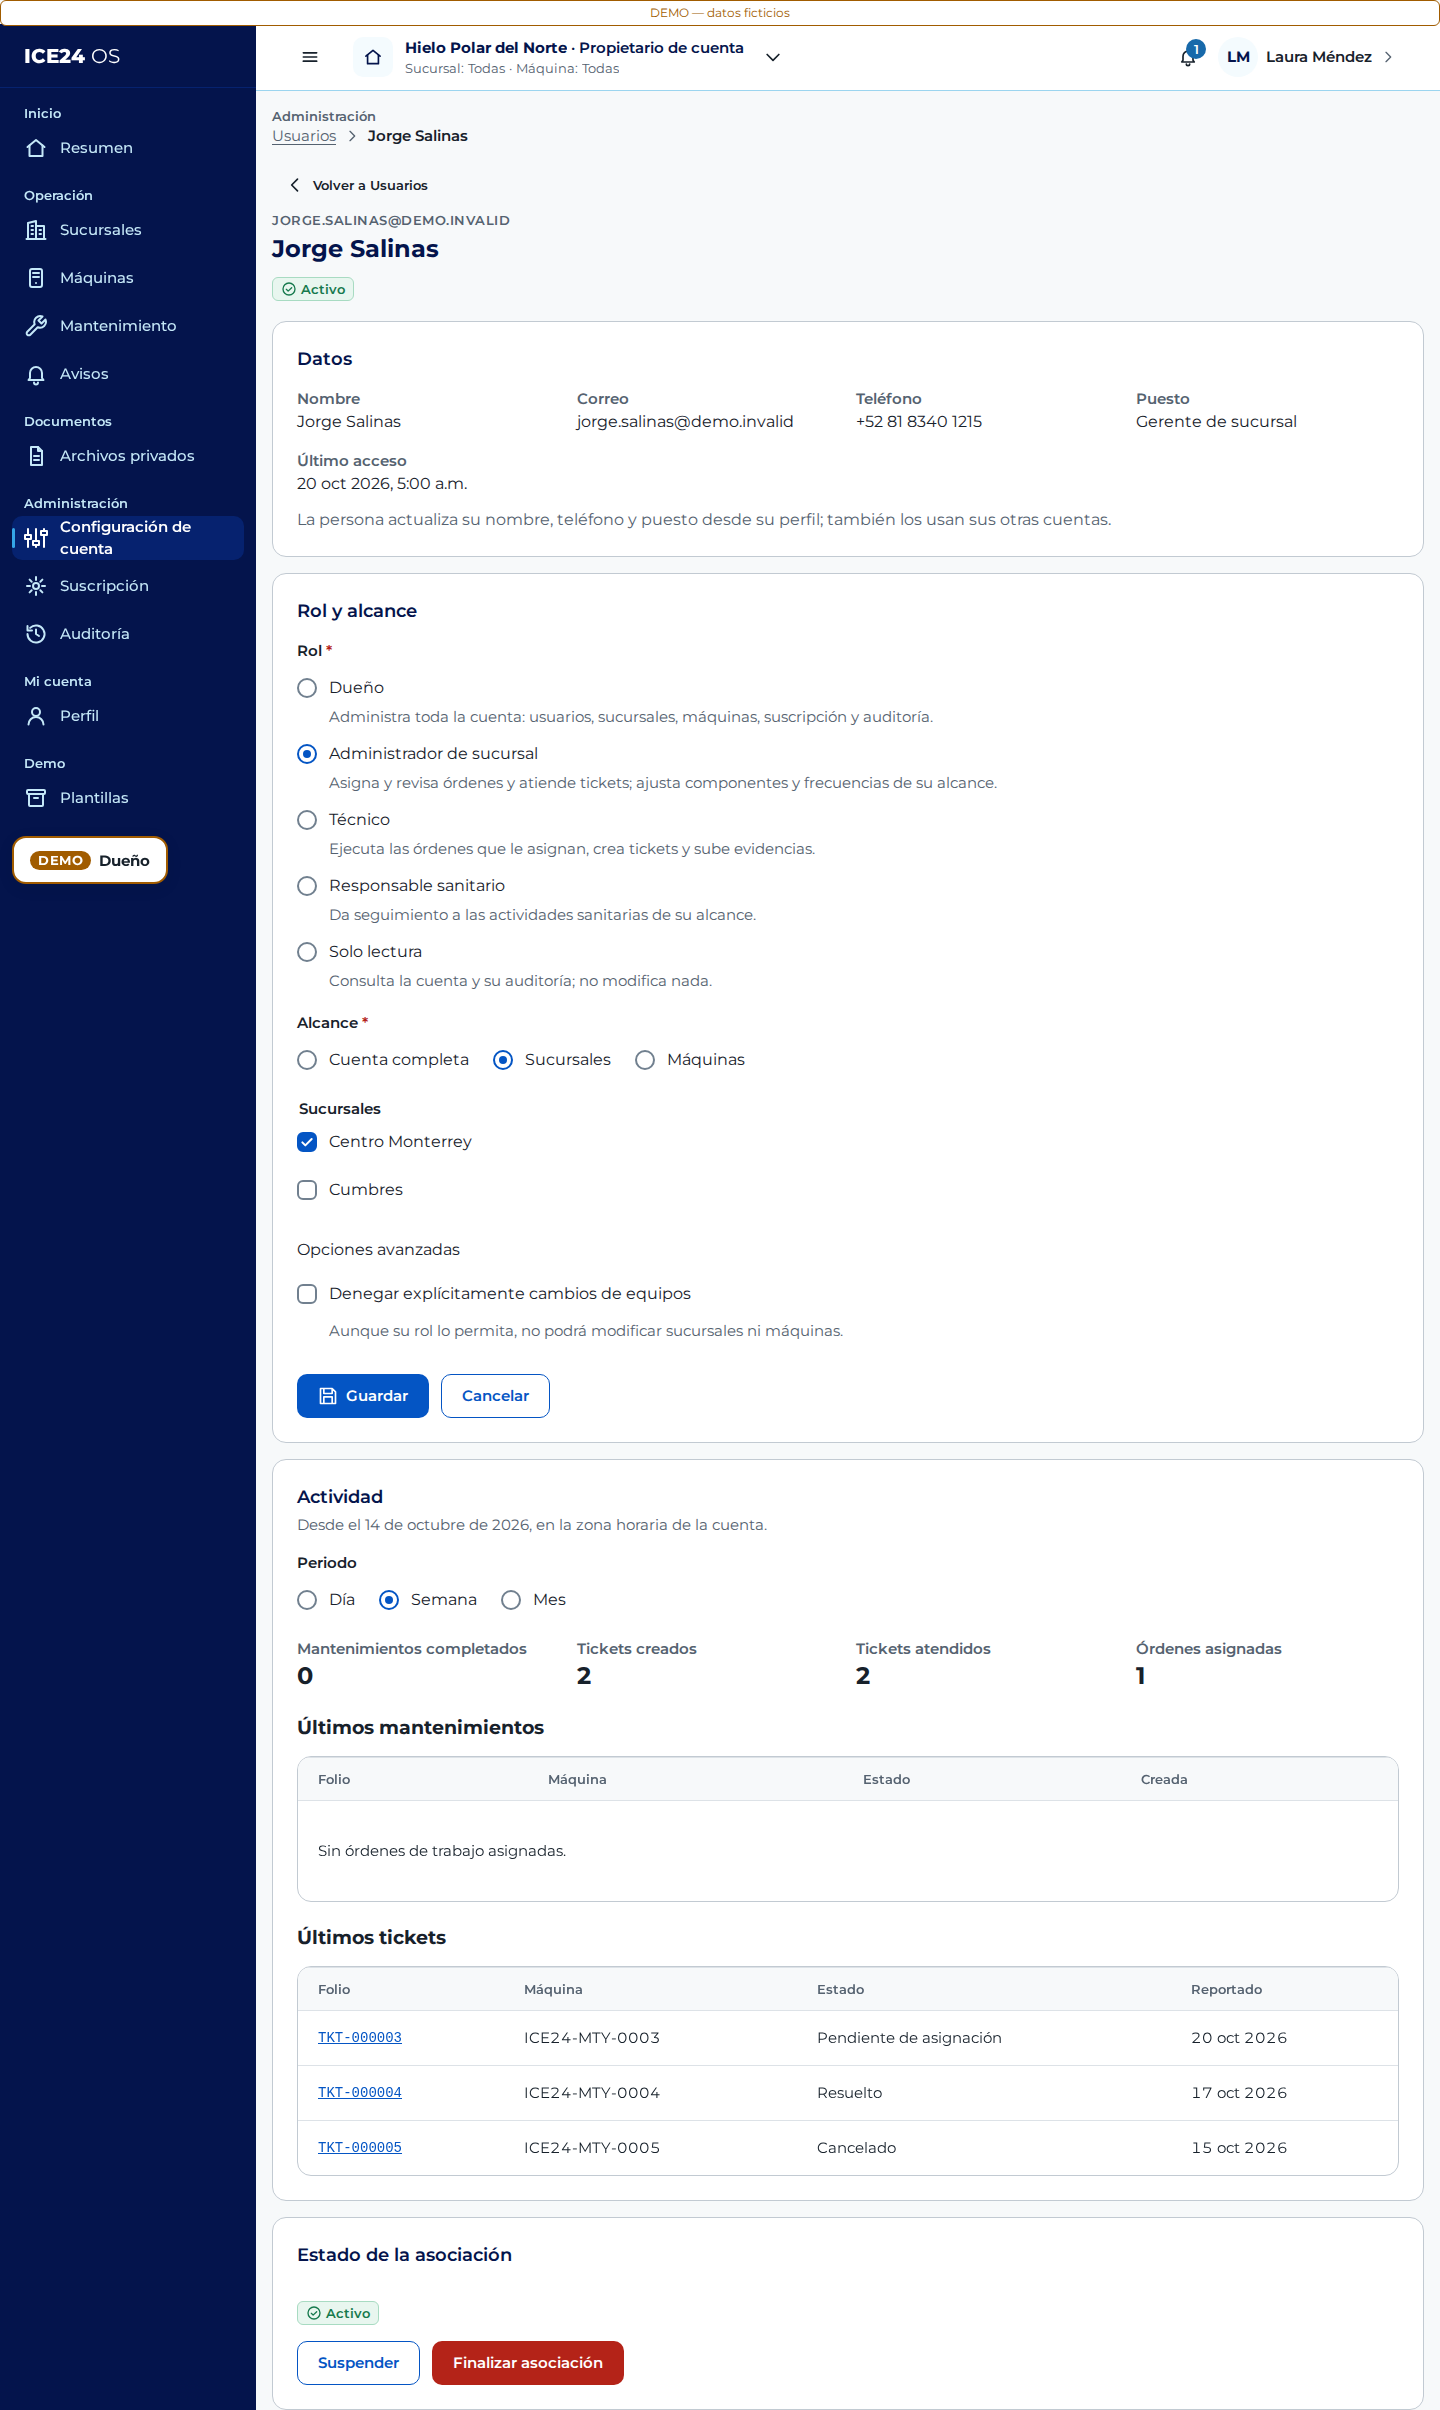 DEMO — datos ficticios
ICE24 OS
Inicio
Resumen
Operación
Sucursales
Máquinas
Mantenimiento
Avisos
Documentos
Archivos privados
Administración
Configuración de
cuenta
Suscripción
Auditoría
Mi cuenta
Perfil
Demo
Plantillas
DEMO Dueño
Hielo Polar del Norte · Propietario de cuenta
Sucursal: Todas · Máquina: Todas
1
LM Laura Méndez
Administración
Usuarios > Jorge Salinas
Volver a Usuarios
JORGE.SALINAS@DEMO.INVALID
Jorge Salinas
Activo
Datos
Nombre Correo Teléfono Puesto
Jorge Salinas jorge.salinas@demo.invalid +52 81 8340 1215 Gerente de sucursal
Último acceso
20 oct 2026, 5:00 a.m.
La persona actualiza su nombre, teléfono y puesto desde su perfil; también los usan sus otras cuentas.
Rol y alcance
Rol *
Dueño
Administra toda la cuenta: usuarios, sucursales, máquinas, suscripción y auditoría.
Administrador de sucursal
Asigna y revisa órdenes y atiende tickets; ajusta componentes y frecuencias de su alcance.
Técnico
Ejecuta las órdenes que le asignan, crea tickets y sube evidencias.
Responsable sanitario
Da seguimiento a las actividades sanitarias de su alcance.
Solo lectura
Consulta la cuenta y su auditoría; no modifica nada.
Alcance *
Cuenta completa Sucursales Máquinas
Sucursales
Centro Monterrey
Cumbres
Opciones avanzadas
Denegar explícitamente cambios de equipos
Aunque su rol lo permita, no podrá modificar sucursales ni máquinas.
Guardar Cancelar
Actividad
Desde el 14 de octubre de 2026, en la zona horaria de la cuenta.
Periodo
Día Semana Mes
Mantenimientos completados Tickets creados Tickets atendidos Órdenes asignadas
0 2 2 1
Últimos mantenimientos
Folio Máquina Estado Creada
Sin órdenes de trabajo asignadas.
Últimos tickets
Folio Máquina Estado Reportado
TKT-000003 ICE24-MTY-0003 Pendiente de asignación 20 oct 2026
TKT-000004 ICE24-MTY-0004 Resuelto 17 oct 2026
TKT-000005 ICE24-MTY-0005 Cancelado 15 oct 2026
Estado de la asociación
Activo
Suspender Finalizar asociación